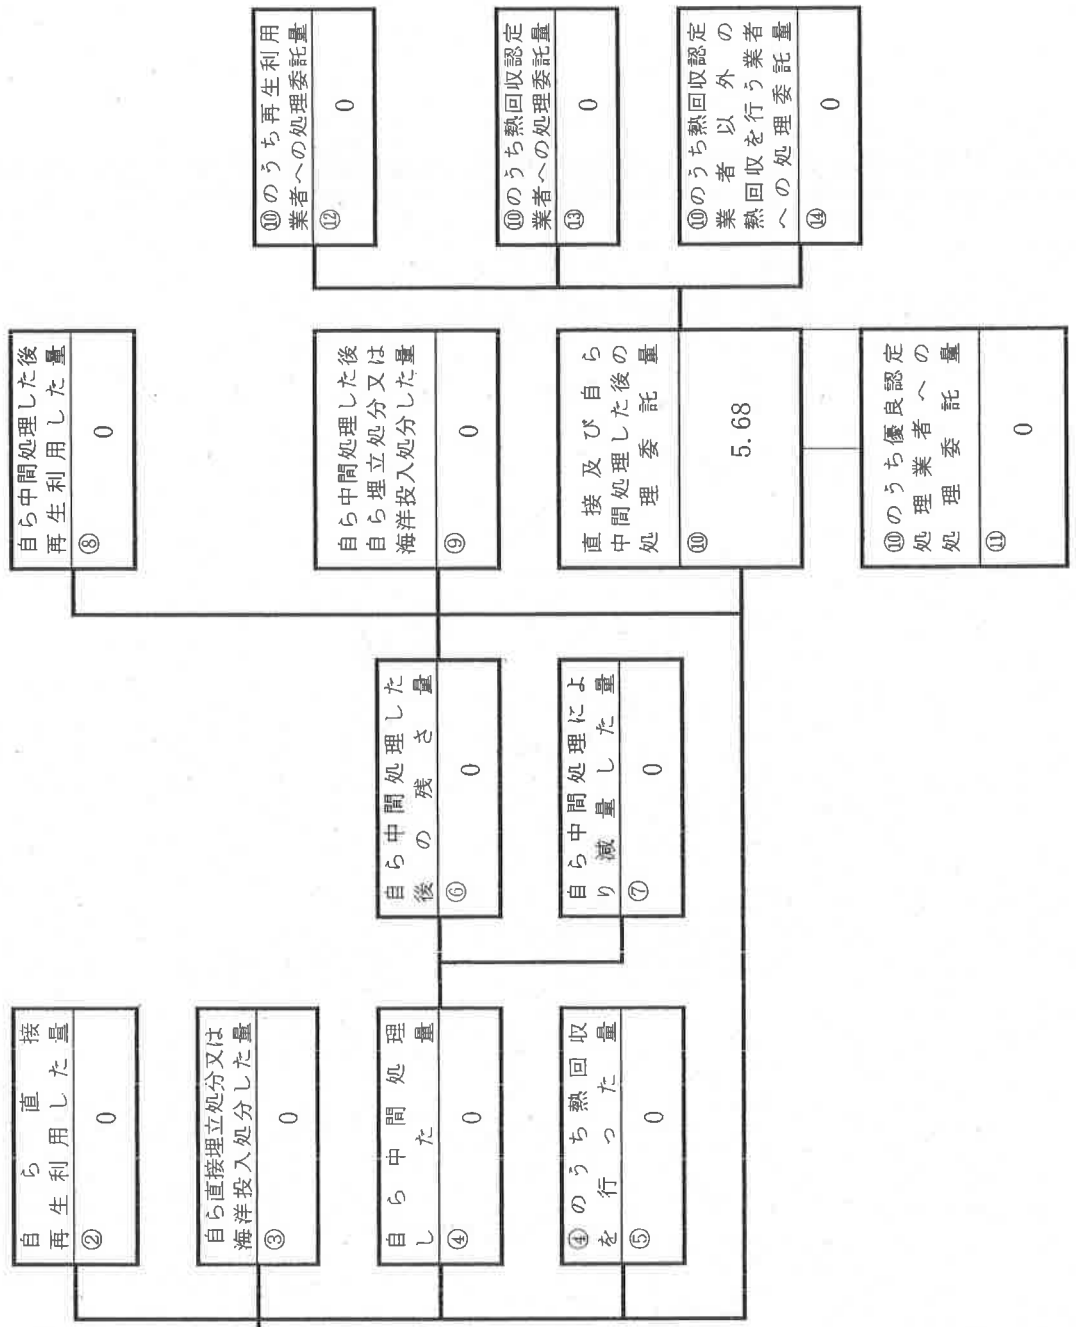 自ら直接
再生利用した量
②
0
自ら直接埋立処分又は
海洋投入処分した量
③
0
自ら中間処理
した量
④
0
④のうち熱回収
を行った量
⑤
0
自ら中間処理した
後の残さ量
⑥
0
自ら中間処理によ
り減量した量
⑦
0
自ら中間処理した後
再生利用した量
⑧
0
自ら中間処理した後
自ら埋立処分又は
海洋投入処分した量
⑨
0
直接及び自ら
中間処理した後の
処理委託量
⑩
5.68
⑩のうち優良認定
処理業者への
処理委託量
⑪
0
⑩のうち再生利用
業者への処理委託量
⑫
0
⑩のうち熱回収認定
業者への処理委託量
⑬
0
⑩のうち熱回収認定
業者以外の
熱回収を行う業者
への処理委託量
⑭
0